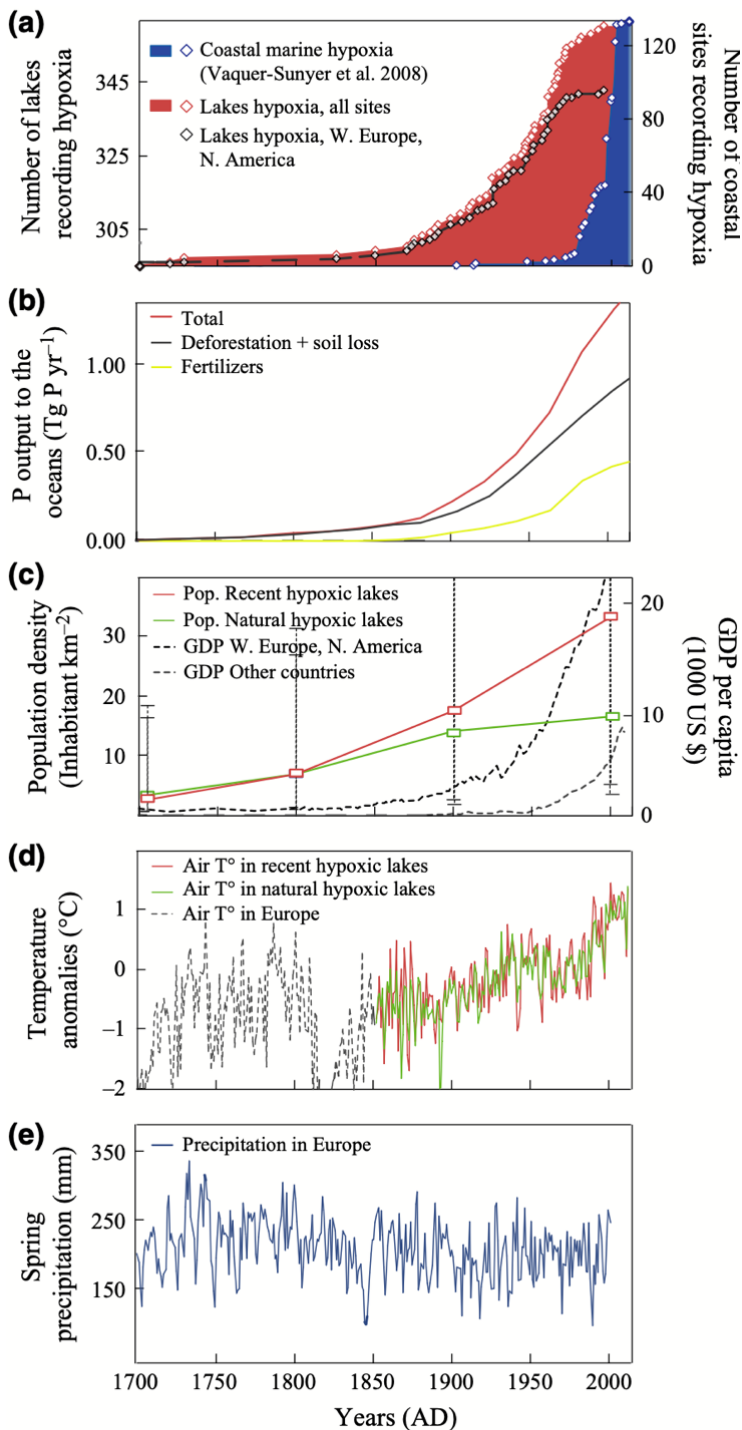 (a)
Number of lakes
recording hypoxia
345
325
305
Coastal marine hypoxia
(Vaquer-Sunyer et al. 2008)
Lakes hypoxia, all sites
Lakes hypoxia, W. Europe,
N. America
120
80
40
0
Number of coastal
sites recording hypoxia
(b)
P output to the
oceans (Tg P yr–1)
1.00
0.50
0.00
Total
Deforestation + soil loss
Fertilizers
(c)
Population density
(Inhabitant km–2)
30
20
10
Pop. Recent hypoxic lakes
Pop. Natural hypoxic lakes
GDP W. Europe, N. America
GDP Other countries
20
10
0
GDP per capita
(1000 US $)
(d)
Temperature
anomalies (°C)
1
0
–1
–2
Air T° in recent hypoxic lakes
Air T° in natural hypoxic lakes
Air T° in Europe
(e)
Spring
precipitation (mm)
350
250
150
Precipitation in Europe
1700 1750 1800 1850 1900 1950 2000
Years (AD)